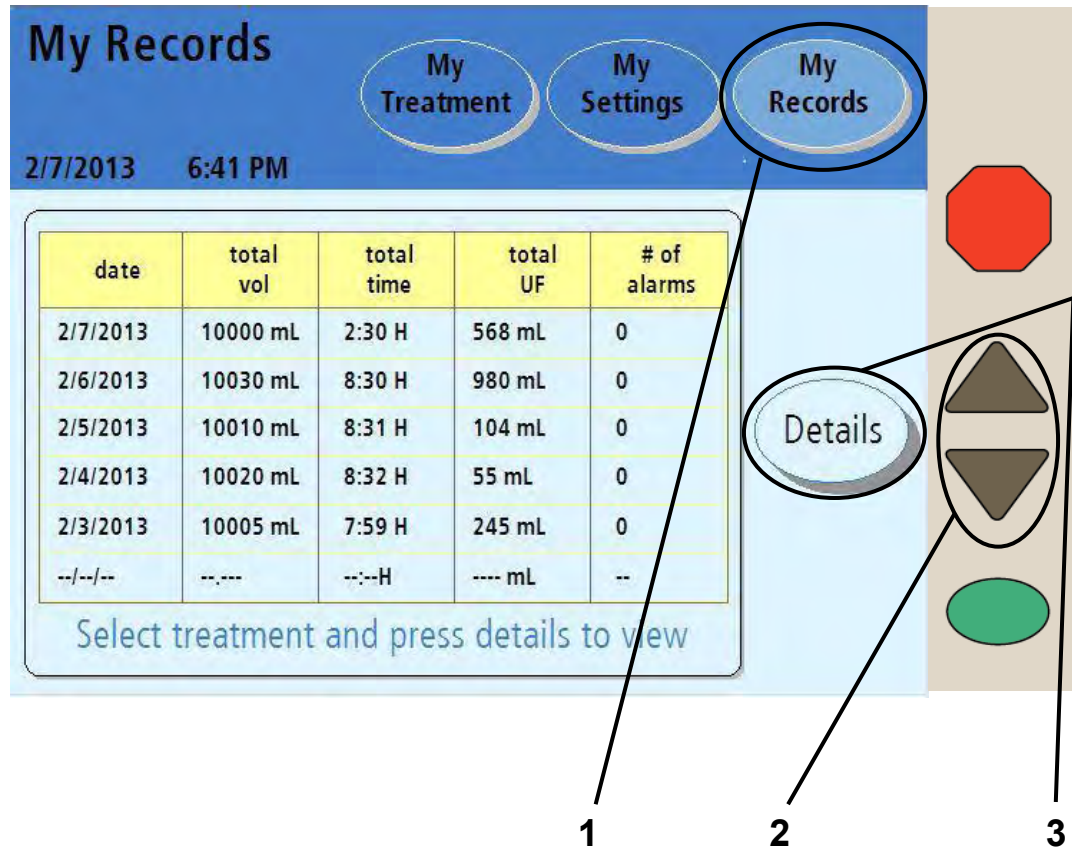 My Records
My
Treatment
My
Settings
My
Records
2/7/2013 6:41 PM
date total vol total time total UF # of alarms
2/7/2013 10000 mL 2:30 H 568 mL 0
2/6/2013 10030 mL 8:30 H 980 mL 0
2/5/2013 10010 mL 8:31 H 104 mL 0
2/4/2013 10020 mL 8:32 H 55 mL 0
2/3/2013 10005 mL 7:59 H 245 mL 0
--/--/-- --.--- --:--H ---- mL --
Details
Select treatment and press details to view
1 2 3